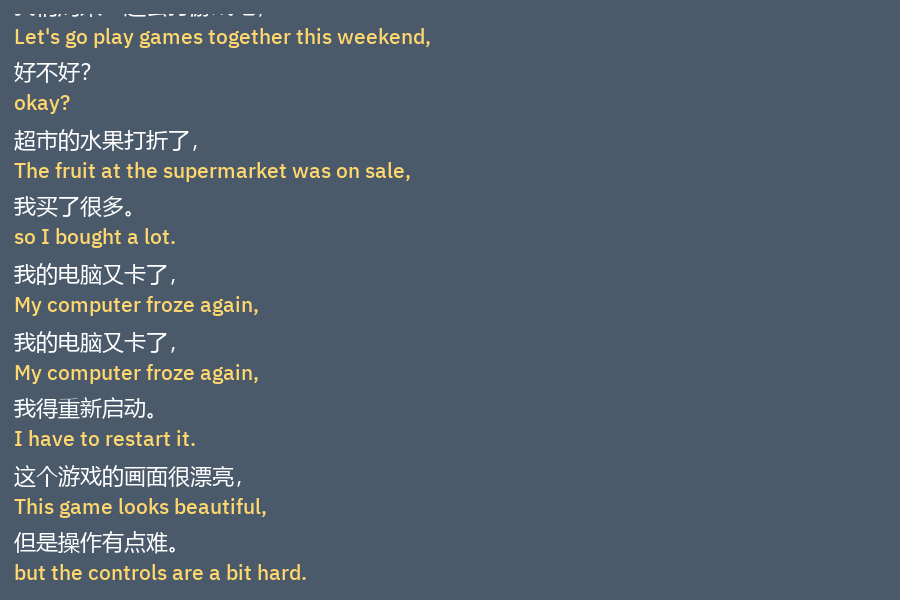 Let's go play games together this weekend,
好不好？
okay?
超市的水果打折了，
The fruit at the supermarket was on sale,
我买了很多。
so I bought a lot.
我的电脑又卡了，
My computer froze again,
我的电脑又卡了，
My computer froze again,
我得重新启动。
I have to restart it.
这个游戏的画面很漂亮，
This game looks beautiful,
但是操作有点难。
but the controls are a bit hard.